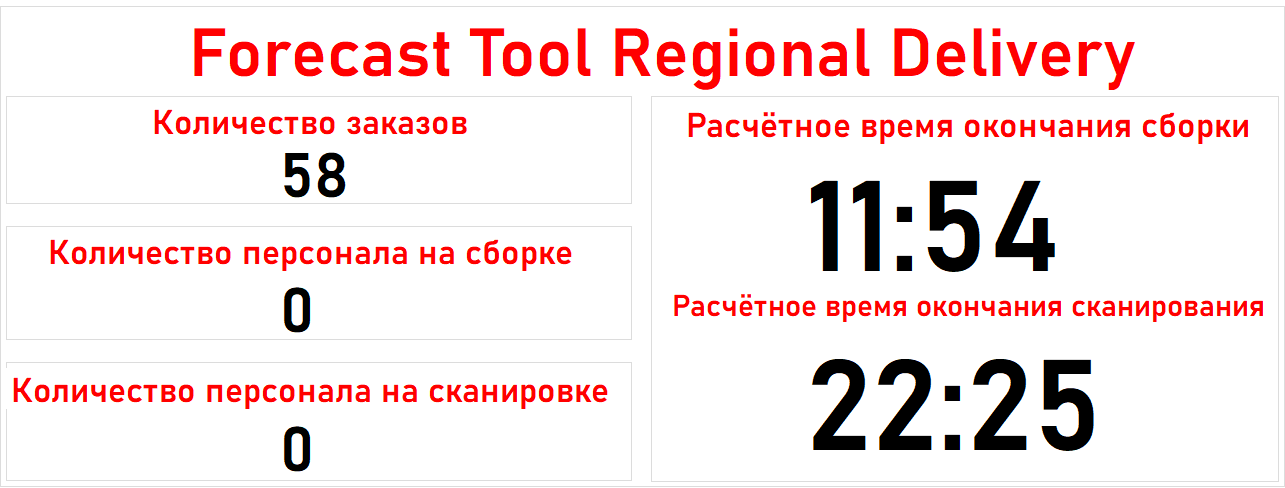 Forecast Tool Regional Delivery
Количество заказов
58
Количество персонала на сборке
0
Количество персонала на сканировке
0
Расчётное время окончания сборки
11:54
Расчётное время окончания сканирования
22:25